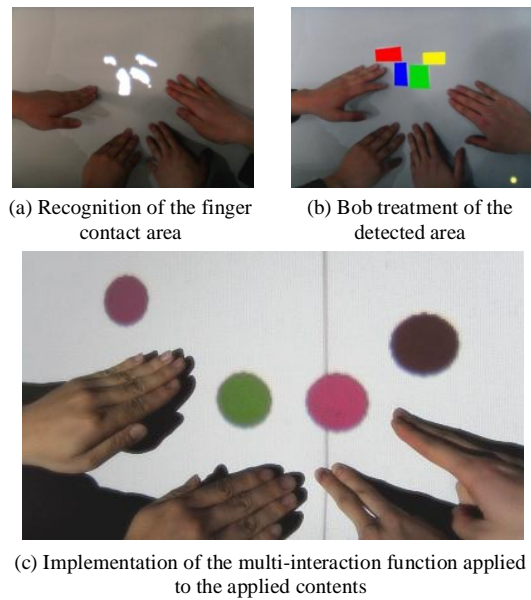 (a) Recognition of the finger
contact area
(b) Bob treatment of the
detected area
(c) Implementation of the multi-interaction function applied
to the applied contents